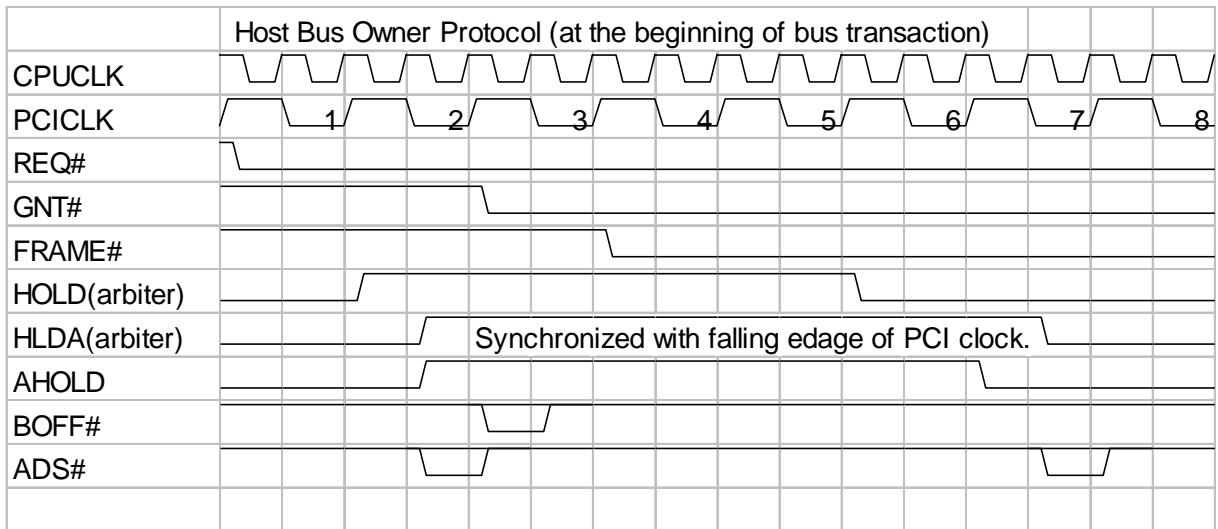 Host Bus Owner Protocol (at the beginning of bus transaction)
CPUCLK
PCICLK 1 2 3 4 5 6 7 8
REQ#
GNT#
FRAME#
HOLD(arbiter)
HLDA(arbiter) Synchronized with falling edage of PCI clock.
AHOLD
BOFF#
ADS#